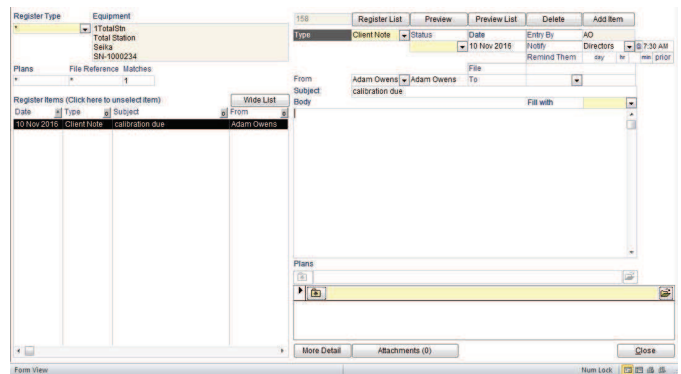 Register Type Equipment
* 1TotalStn
Total Station
Seika
SN-1000234
Plans File Reference Matches
* * 1
Register Items (Click here to unselect item) Wide List
Date Type Subject From
10 Nov 2016 Client Note calibration due Adam Owens
158 Register List Preview Preview List Delete Add Item
Type Client Note Status Date Entry By AO
10 Nov 2016 Notify Directors @ 7:30 AM
Remind Them day hr min prior
File
From Adam Owens Adam Owens To
Subject calibration due
Body Fill with
Plans
More Detail Attachments (0) Close
Form View Num Lock